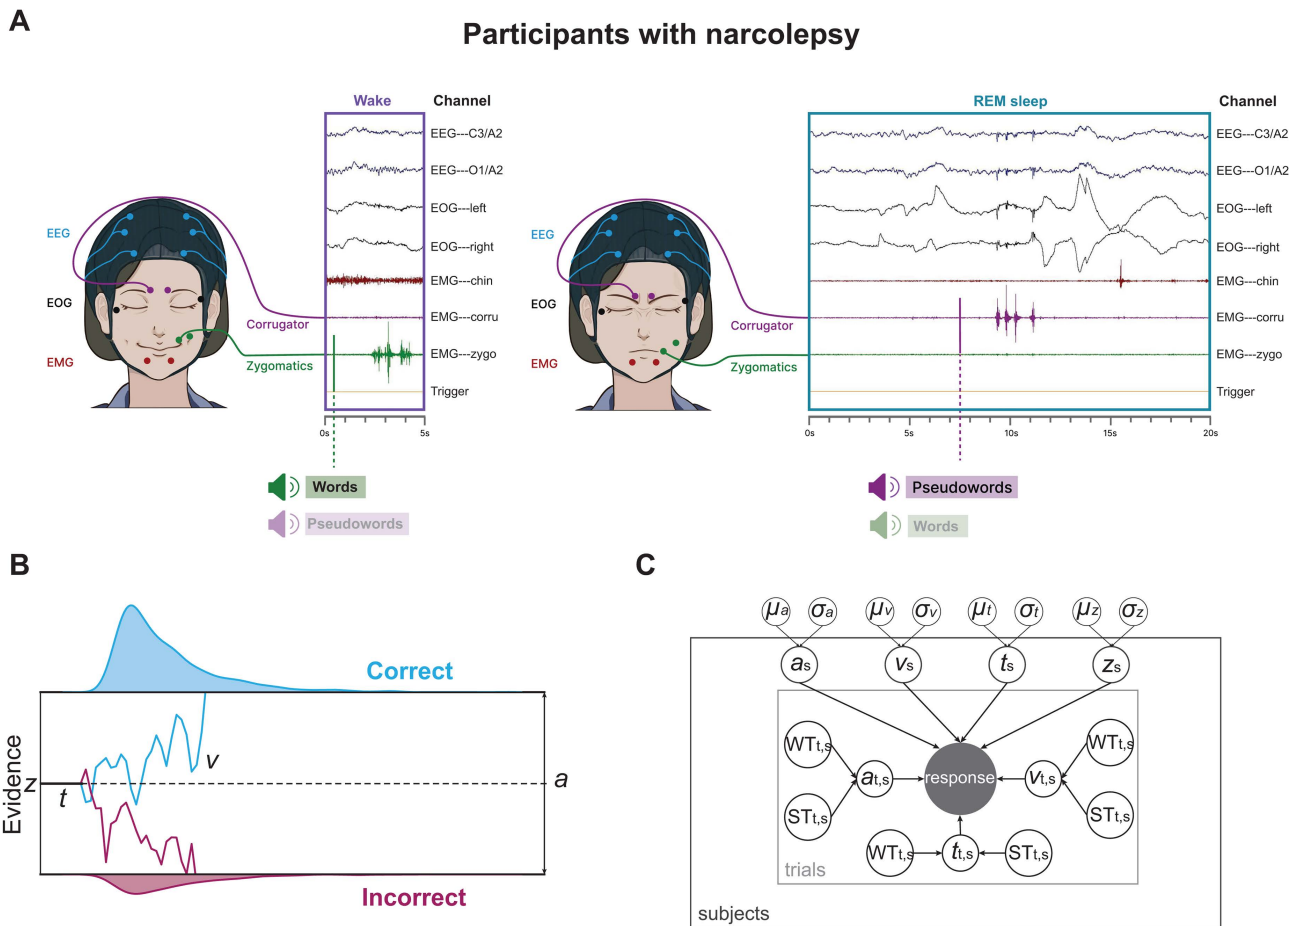 A
Participants with narcolepsy
Wake
Channel
EEG---C3/A2
EEG---O1/A2
EOG---left
EOG---right
EMG---chin
EMG---corru
EMG---zygo
Trigger
EEG
EOG
EMG
Corrugator
Zygomatics
0s
5s
Words
Pseudowords
REM sleep
Channel
EEG---C3/A2
EEG---O1/A2
EOG---left
EOG---right
EMG---chin
EMG---corru
EMG---zygo
Trigger
EEG
EOG
EMG
Corrugator
Zygomatics
0s
5s
10s
15s
20s
Pseudowords
Words
B
Correct
Evidence
z
t
v
a
Incorrect
C
μa σa μv σv μt σt μz σz
as vs ts zs
WTt,s WTt,s
at,s response vt,s
STt,s STt,s
WTt,s tt,s STt,s
trials
subjects